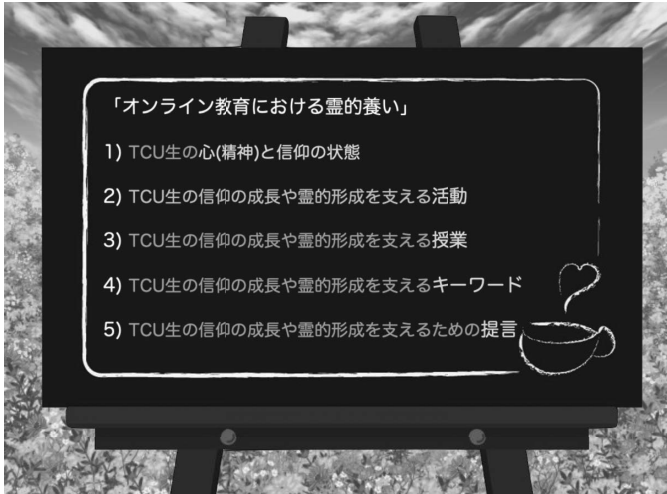 「オンライン教育における霊的養い」
1) TCU生の心(精神)と信仰の状態
2) TCU生の信仰の成長や霊的形成を支える活動
3) TCU生の信仰の成長や霊的形成を支える授業
4) TCU生の信仰の成長や霊的形成を支えるキーワード
5) TCU生の信仰の成長や霊的形成を支えるための提言